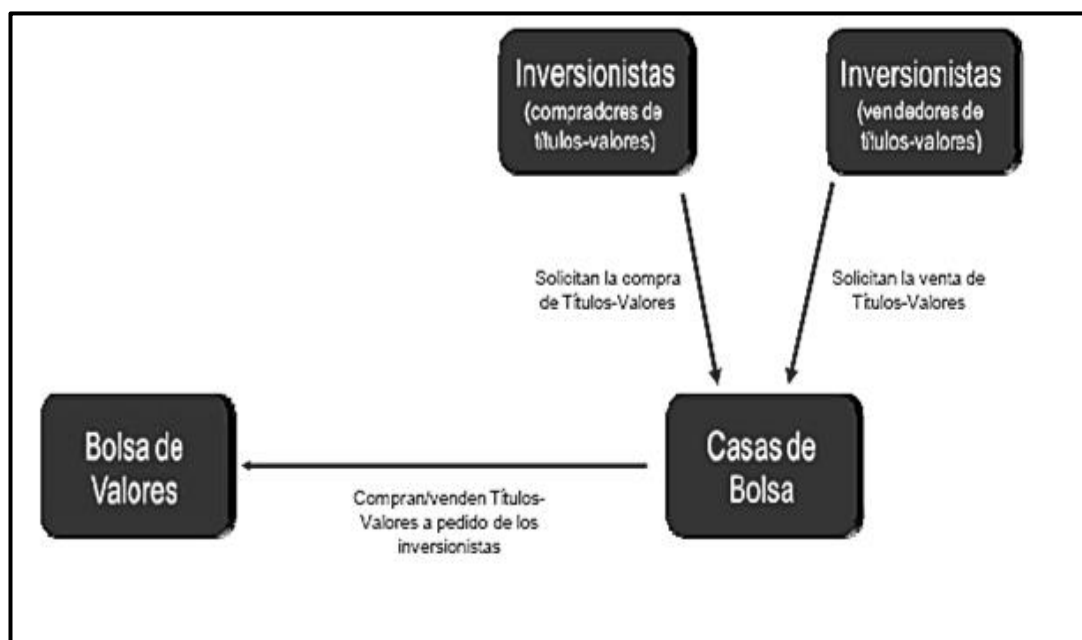 Inversionistas
(compradores de
títulos-valores)
Inversionistas
(vendedores de
títulos-valores)
Solicitan la compra
de Títulos-Valores
Solicitan la venta de
Títulos-Valores
Bolsa de
Valores
Casas de
Bolsa
Compran/venden Títulos-
Valores a pedido de los
inversionistas